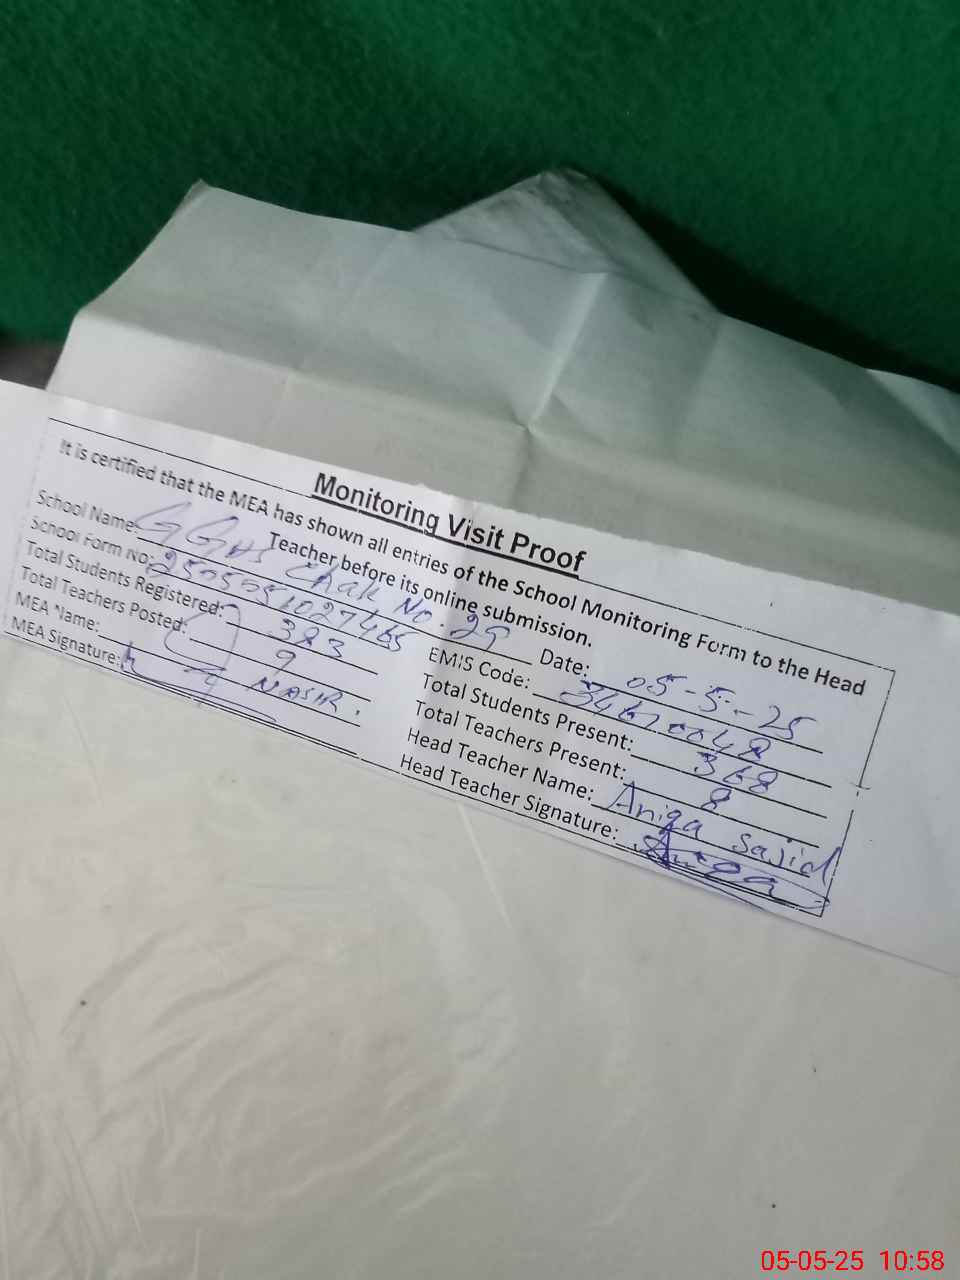 Monitoring Visit Proof
It is certified that the MEA has shown all entries of the School Monitoring Form to the Head
Teacher before its online submission.
School Name: GGHS Chak No. 29 Date: 05-5-25
School Form No: 2505051027465 EMIS Code: 34610048
Total Students Registered: 383 Total Students Present: 368
Total Teachers Posted: 9 Total Teachers Present: 8
MEA Name: NASIR. Head Teacher Name: Aniqa Sajid
MEA Signature: Head Teacher Signature: Aniqa
05-05-25 10:58